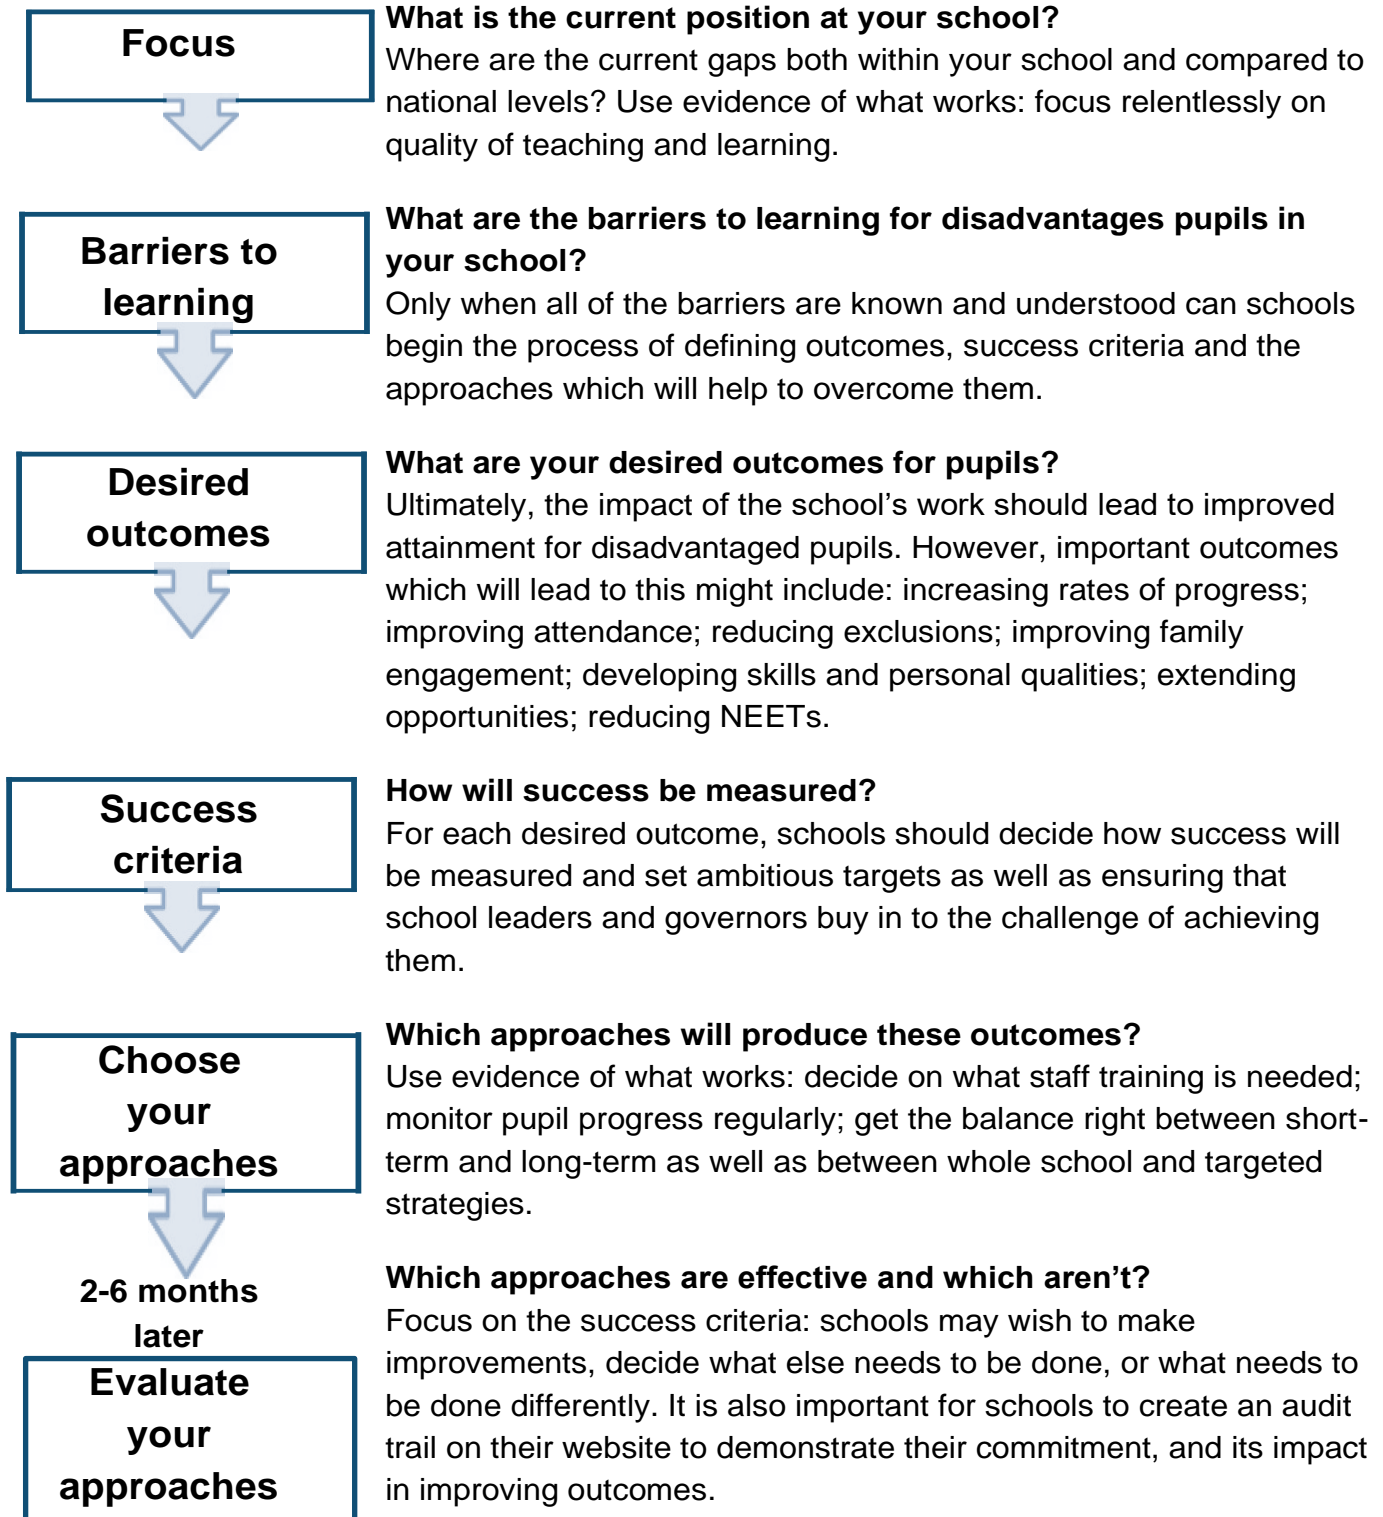 Focus
What is the current position at your school?
Where are the current gaps both within your school and compared to
national levels? Use evidence of what works: focus relentlessly on
quality of teaching and learning.
Barriers to
learning
What are the barriers to learning for disadvantages pupils in
your school?
Only when all of the barriers are known and understood can schools
begin the process of defining outcomes, success criteria and the
approaches which will help to overcome them.
Desired
outcomes
What are your desired outcomes for pupils?
Ultimately, the impact of the school’s work should lead to improved
attainment for disadvantaged pupils. However, important outcomes
which will lead to this might include: increasing rates of progress;
improving attendance; reducing exclusions; improving family
engagement; developing skills and personal qualities; extending
opportunities; reducing NEETs.
Success
criteria
How will success be measured?
For each desired outcome, schools should decide how success will
be measured and set ambitious targets as well as ensuring that
school leaders and governors buy in to the challenge of achieving
them.
Choose
your
approaches
Which approaches will produce these outcomes?
Use evidence of what works: decide on what staff training is needed;
monitor pupil progress regularly; get the balance right between short-
term and long-term as well as between whole school and targeted
strategies.
2-6 months
later
Evaluate
your
approaches
Which approaches are effective and which aren’t?
Focus on the success criteria: schools may wish to make
improvements, decide what else needs to be done, or what needs to
be done differently. It is also important for schools to create an audit
trail on their website to demonstrate their commitment, and its impact
in improving outcomes.